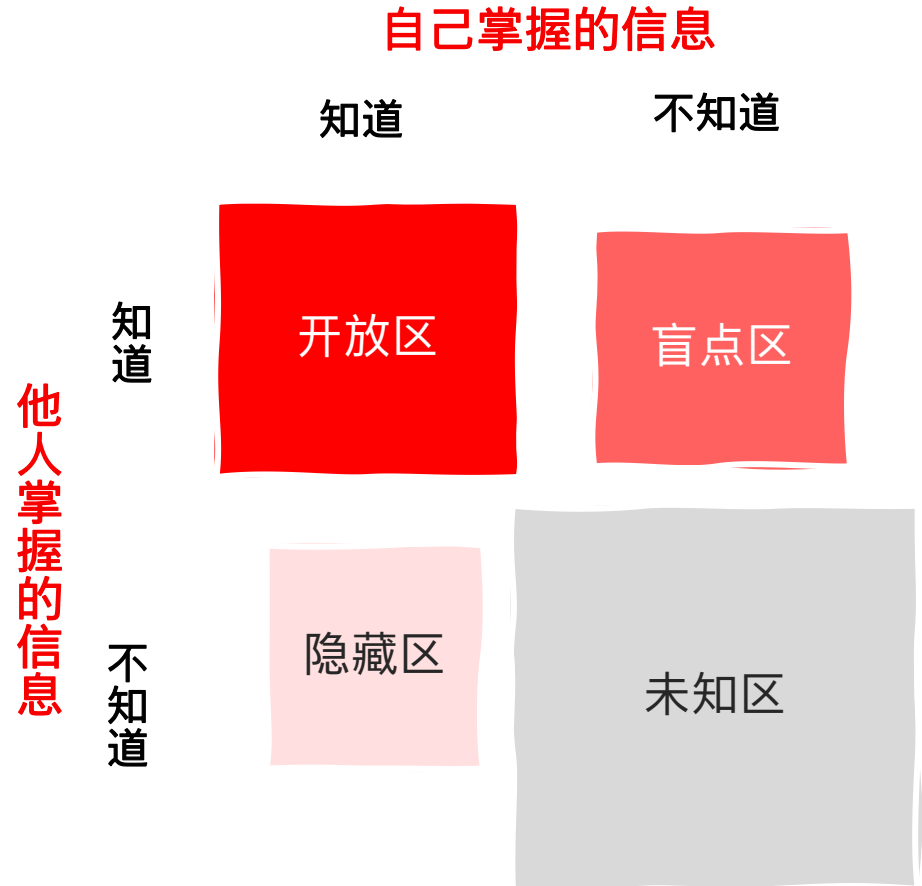 自己掌握的信息
知道
不知道
知道
开放区
盲点区
他人掌握的信息
不知道
隐藏区
未知区